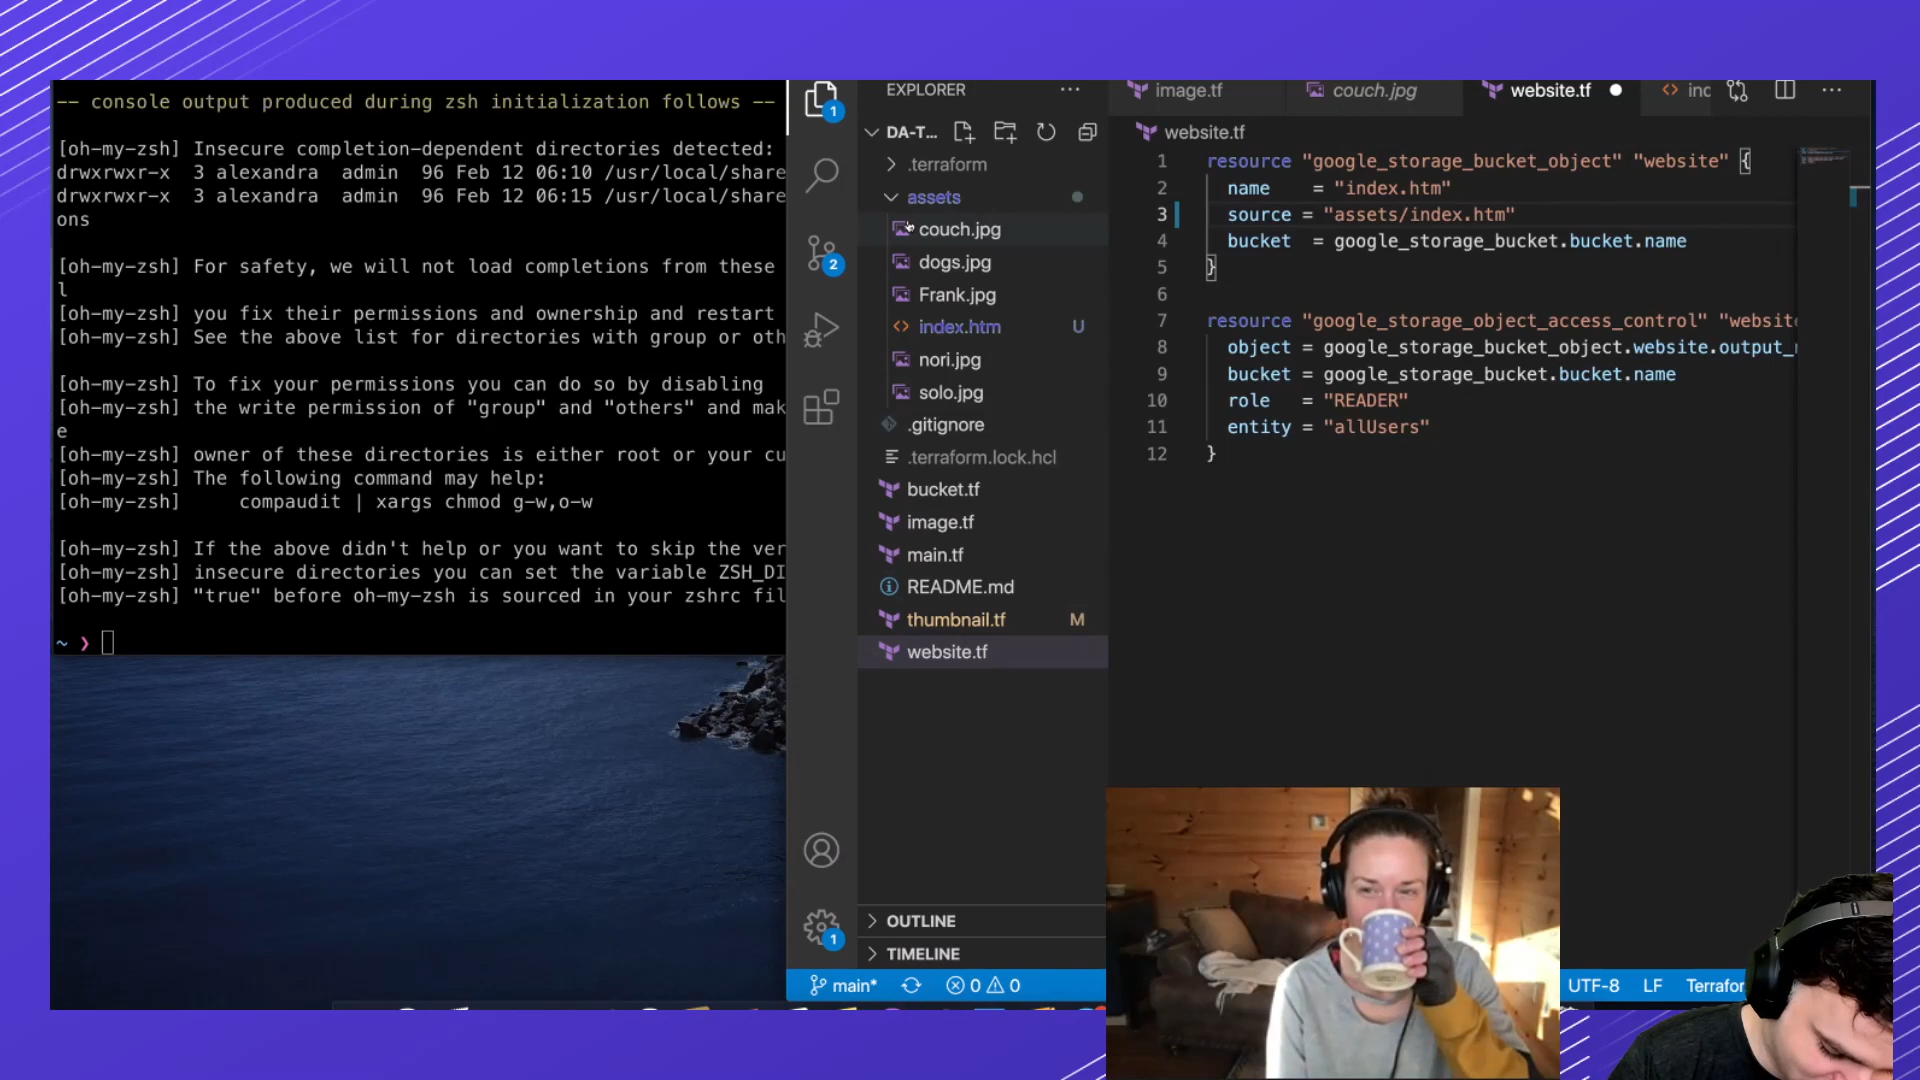 -- console output produced during zsh initialization follows --
[oh-my-zsh] Insecure completion-dependent directories detected:
drwxrwxr-x  3 alexandra  admin  96 Feb 12 06:10 /usr/local/share
drwxrwxr-x  3 alexandra  admin  96 Feb 12 06:15 /usr/local/share
ons
[oh-my-zsh] For safety, we will not load completions from these
l
[oh-my-zsh] you fix their permissions and ownership and restart
[oh-my-zsh] See the above list for directories with group or oth
[oh-my-zsh] To fix your permissions you can do so by disabling
[oh-my-zsh] the write permission of "group" and "others" and mak
e
[oh-my-zsh] owner of these directories is either root or your cu
[oh-my-zsh] The following command may help:
[oh-my-zsh]     compaudit | xargs chmod g-w,o-w
[oh-my-zsh] If the above didn't help or you want to skip the ver
[oh-my-zsh] insecure directories you can set the variable ZSH_DI
[oh-my-zsh] "true" before oh-my-zsh is sourced in your zshrc fil
~ ❯
1
2
1
EXPLORER
DA-T...
.terraform
assets
couch.jpg
dogs.jpg
Frank.jpg
index.htm U
nori.jpg
solo.jpg
.gitignore
.terraform.lock.hcl
bucket.tf
image.tf
main.tf
README.md
thumbnail.tf M
website.tf
OUTLINE
TIMELINE
image.tf couch.jpg website.tf inc
website.tf
1 resource "google_storage_bucket_object" "website" {
2 name    = "index.htm"
3 source = "assets/index.htm"
4 bucket  = google_storage_bucket.bucket.name
5 }
6
7 resource "google_storage_object_access_control" "website
8 object = google_storage_bucket_object.website.output_
9 bucket = google_storage_bucket.bucket.name
10 role   = "READER"
11 entity = "allUsers"
12 }
main* 0 0 UTF-8 LF Terrafor